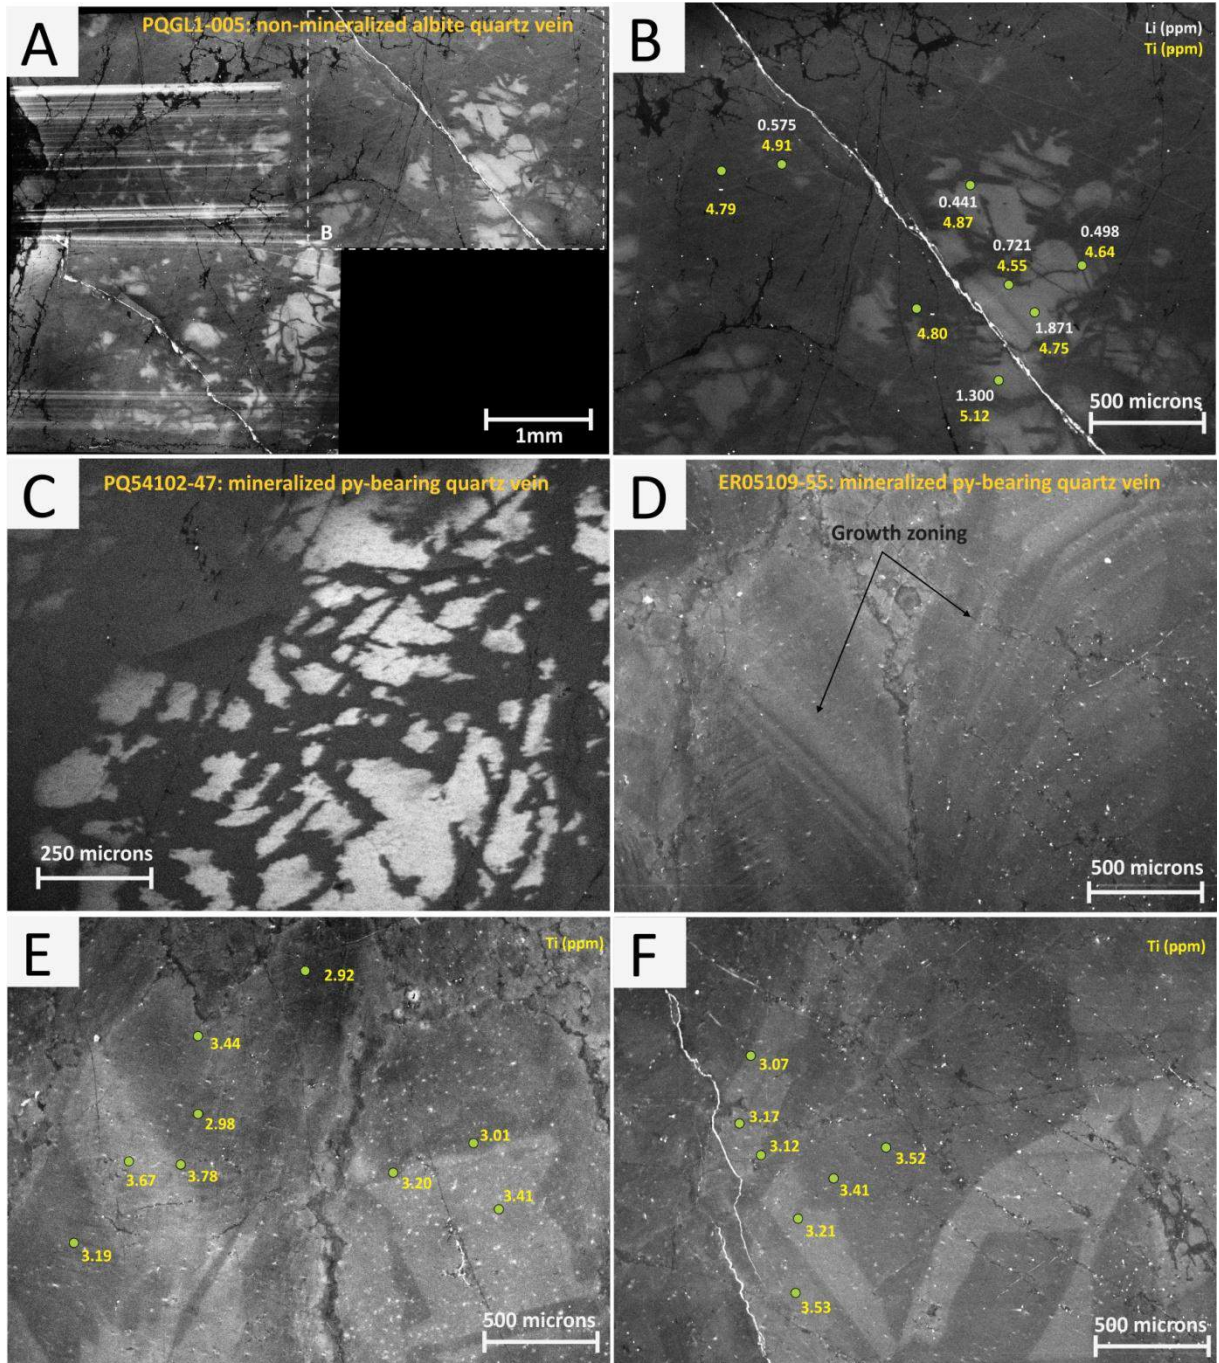 A
PQGL1-005: non-mineralized albite quartz vein
B
1mm
B
Li (ppm)
Ti (ppm)
0.575
4.91
-
4.79
0.441
4.87
0.498
4.64
0.721
4.55
-
4.80
1.871
4.75
1.300
5.12
500 microns
C
PQ54102-47: mineralized py-bearing quartz vein
250 microns
D
ER05109-55: mineralized py-bearing quartz vein
Growth zoning
500 microns
E
Ti (ppm)
2.92
3.44
2.98
3.01
3.67
3.78
3.20
3.41
3.19
500 microns
F
Ti (ppm)
3.07
3.17
3.12
3.52
3.41
3.21
3.53
500 microns